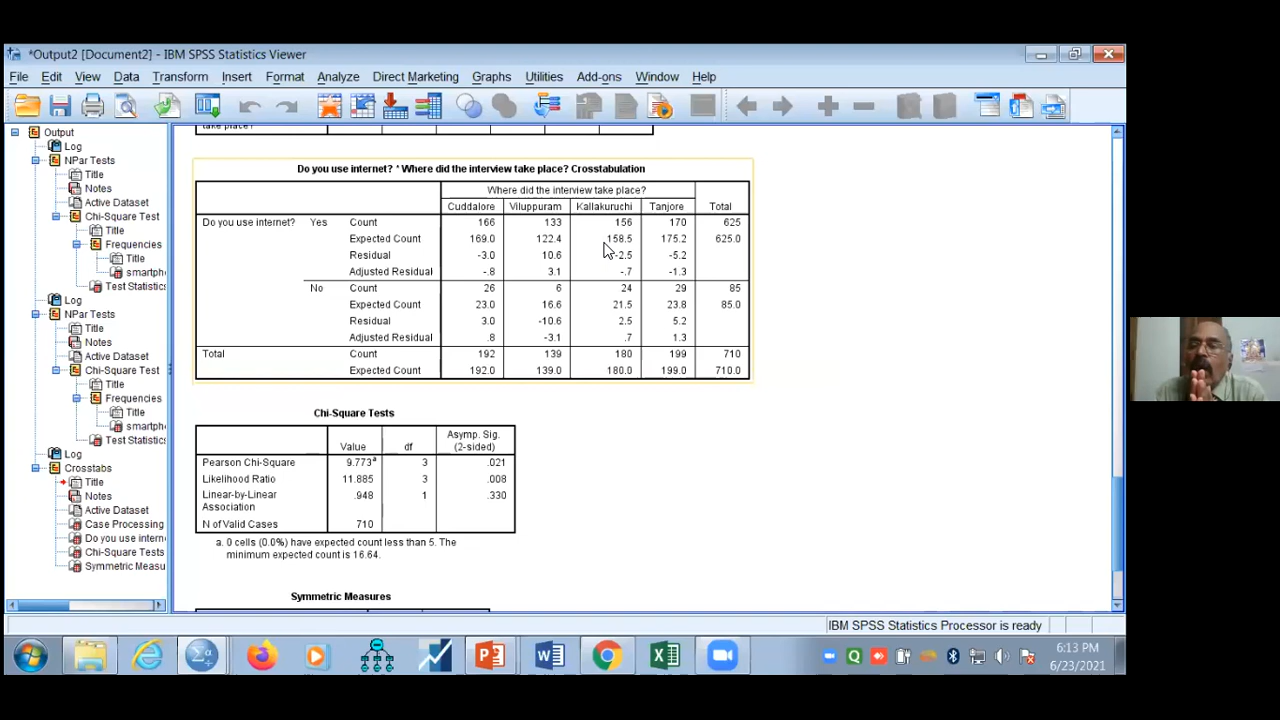 *Output2 [Document2] - IBM SPSS Statistics Viewer
File Edit View Data Transform Insert Format Analyze Direct Marketing Graphs Utilities Add-ons Window Help
Output
Log
NPar Tests
Title
Notes
Active Dataset
Chi-Square Test
Title
Frequencies
Title
smartph
Test Statistics
Log
NPar Tests
Title
Notes
Active Dataset
Chi-Square Test
Title
Frequencies
Title
smartph
Test Statistics
Log
Crosstabs
Title
Notes
Active Dataset
Case Processing
Do you use intern
Chi-Square Tests
Symmetric Measu
take place?
Do you use internet? * Where did the interview take place? Crosstabulation
Where did the interview take place?
Cuddalore Viluppuram Kallakuruchi Tanjore Total
Do you use internet? Yes Count 166 133 156 170 625
Expected Count 169.0 122.4 158.5 175.2 625.0
Residual -3.0 10.6 -2.5 -5.2
Adjusted Residual -.8 3.1 -.7 -1.3
No Count 26 6 24 29 85
Expected Count 23.0 16.6 21.5 23.8 85.0
Residual 3.0 -10.6 2.5 5.2
Adjusted Residual .8 -3.1 .7 1.3
Total Count 192 139 180 199 710
Expected Count 192.0 139.0 180.0 199.0 710.0
Chi-Square Tests
Value df Asymp. Sig. (2-sided)
Pearson Chi-Square 9.773a 3 .021
Likelihood Ratio 11.885 3 .008
Linear-by-Linear Association .948 1 .330
N of Valid Cases 710
a. 0 cells (0.0%) have expected count less than 5. The
minimum expected count is 16.64.
Symmetric Measures
IBM SPSS Statistics Processor is ready
6:13 PM
6/23/2021